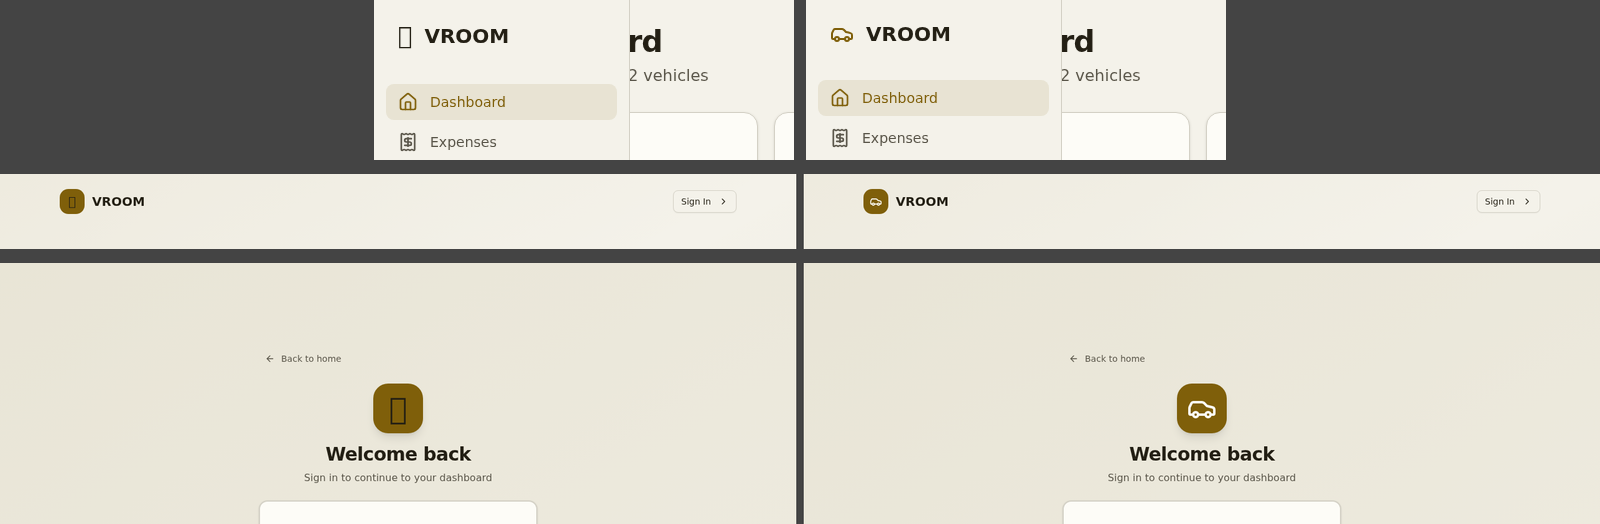 VROOM
rd
2 vehicles
Dashboard
Expenses
VROOM
rd
2 vehicles
Dashboard
Expenses
VROOM
Sign In
VROOM
Sign In
Back to home
Welcome back
Sign in to continue to your dashboard
Back to home
Welcome back
Sign in to continue to your dashboard